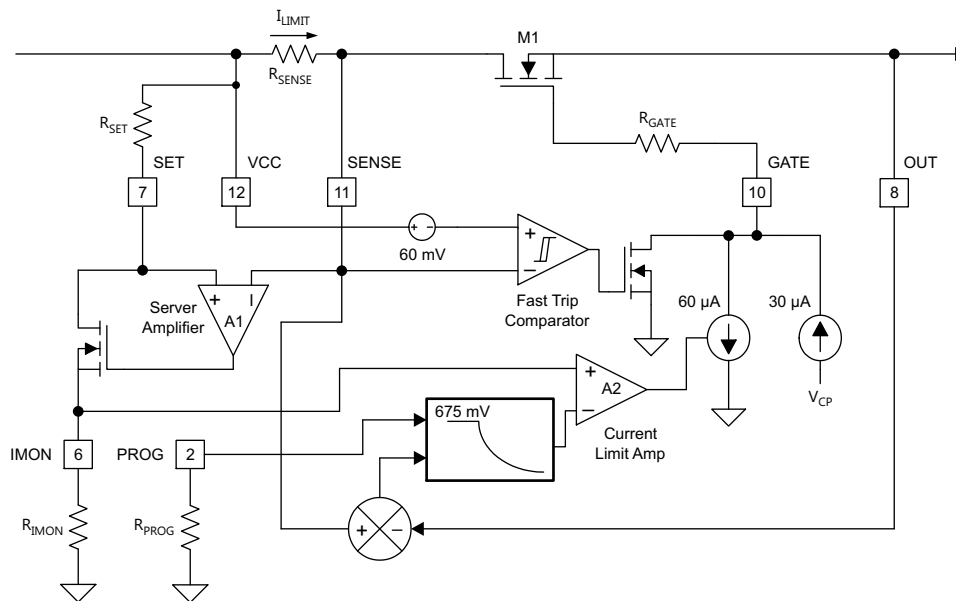 I_LIMIT
M1
R_SENSE
R_SET
R_GATE
SET
VCC
SENSE
GATE
OUT
7
12
11
10
8
+ -
60 mV
+
−
Fast Trip
Comparator
60 µA
30 µA
V_CP
Server
Amplifier
+
−
A1
+
−
A2
Current
Limit Amp
675 mV
IMON
6
PROG
2
R_IMON
R_PROG
+
−